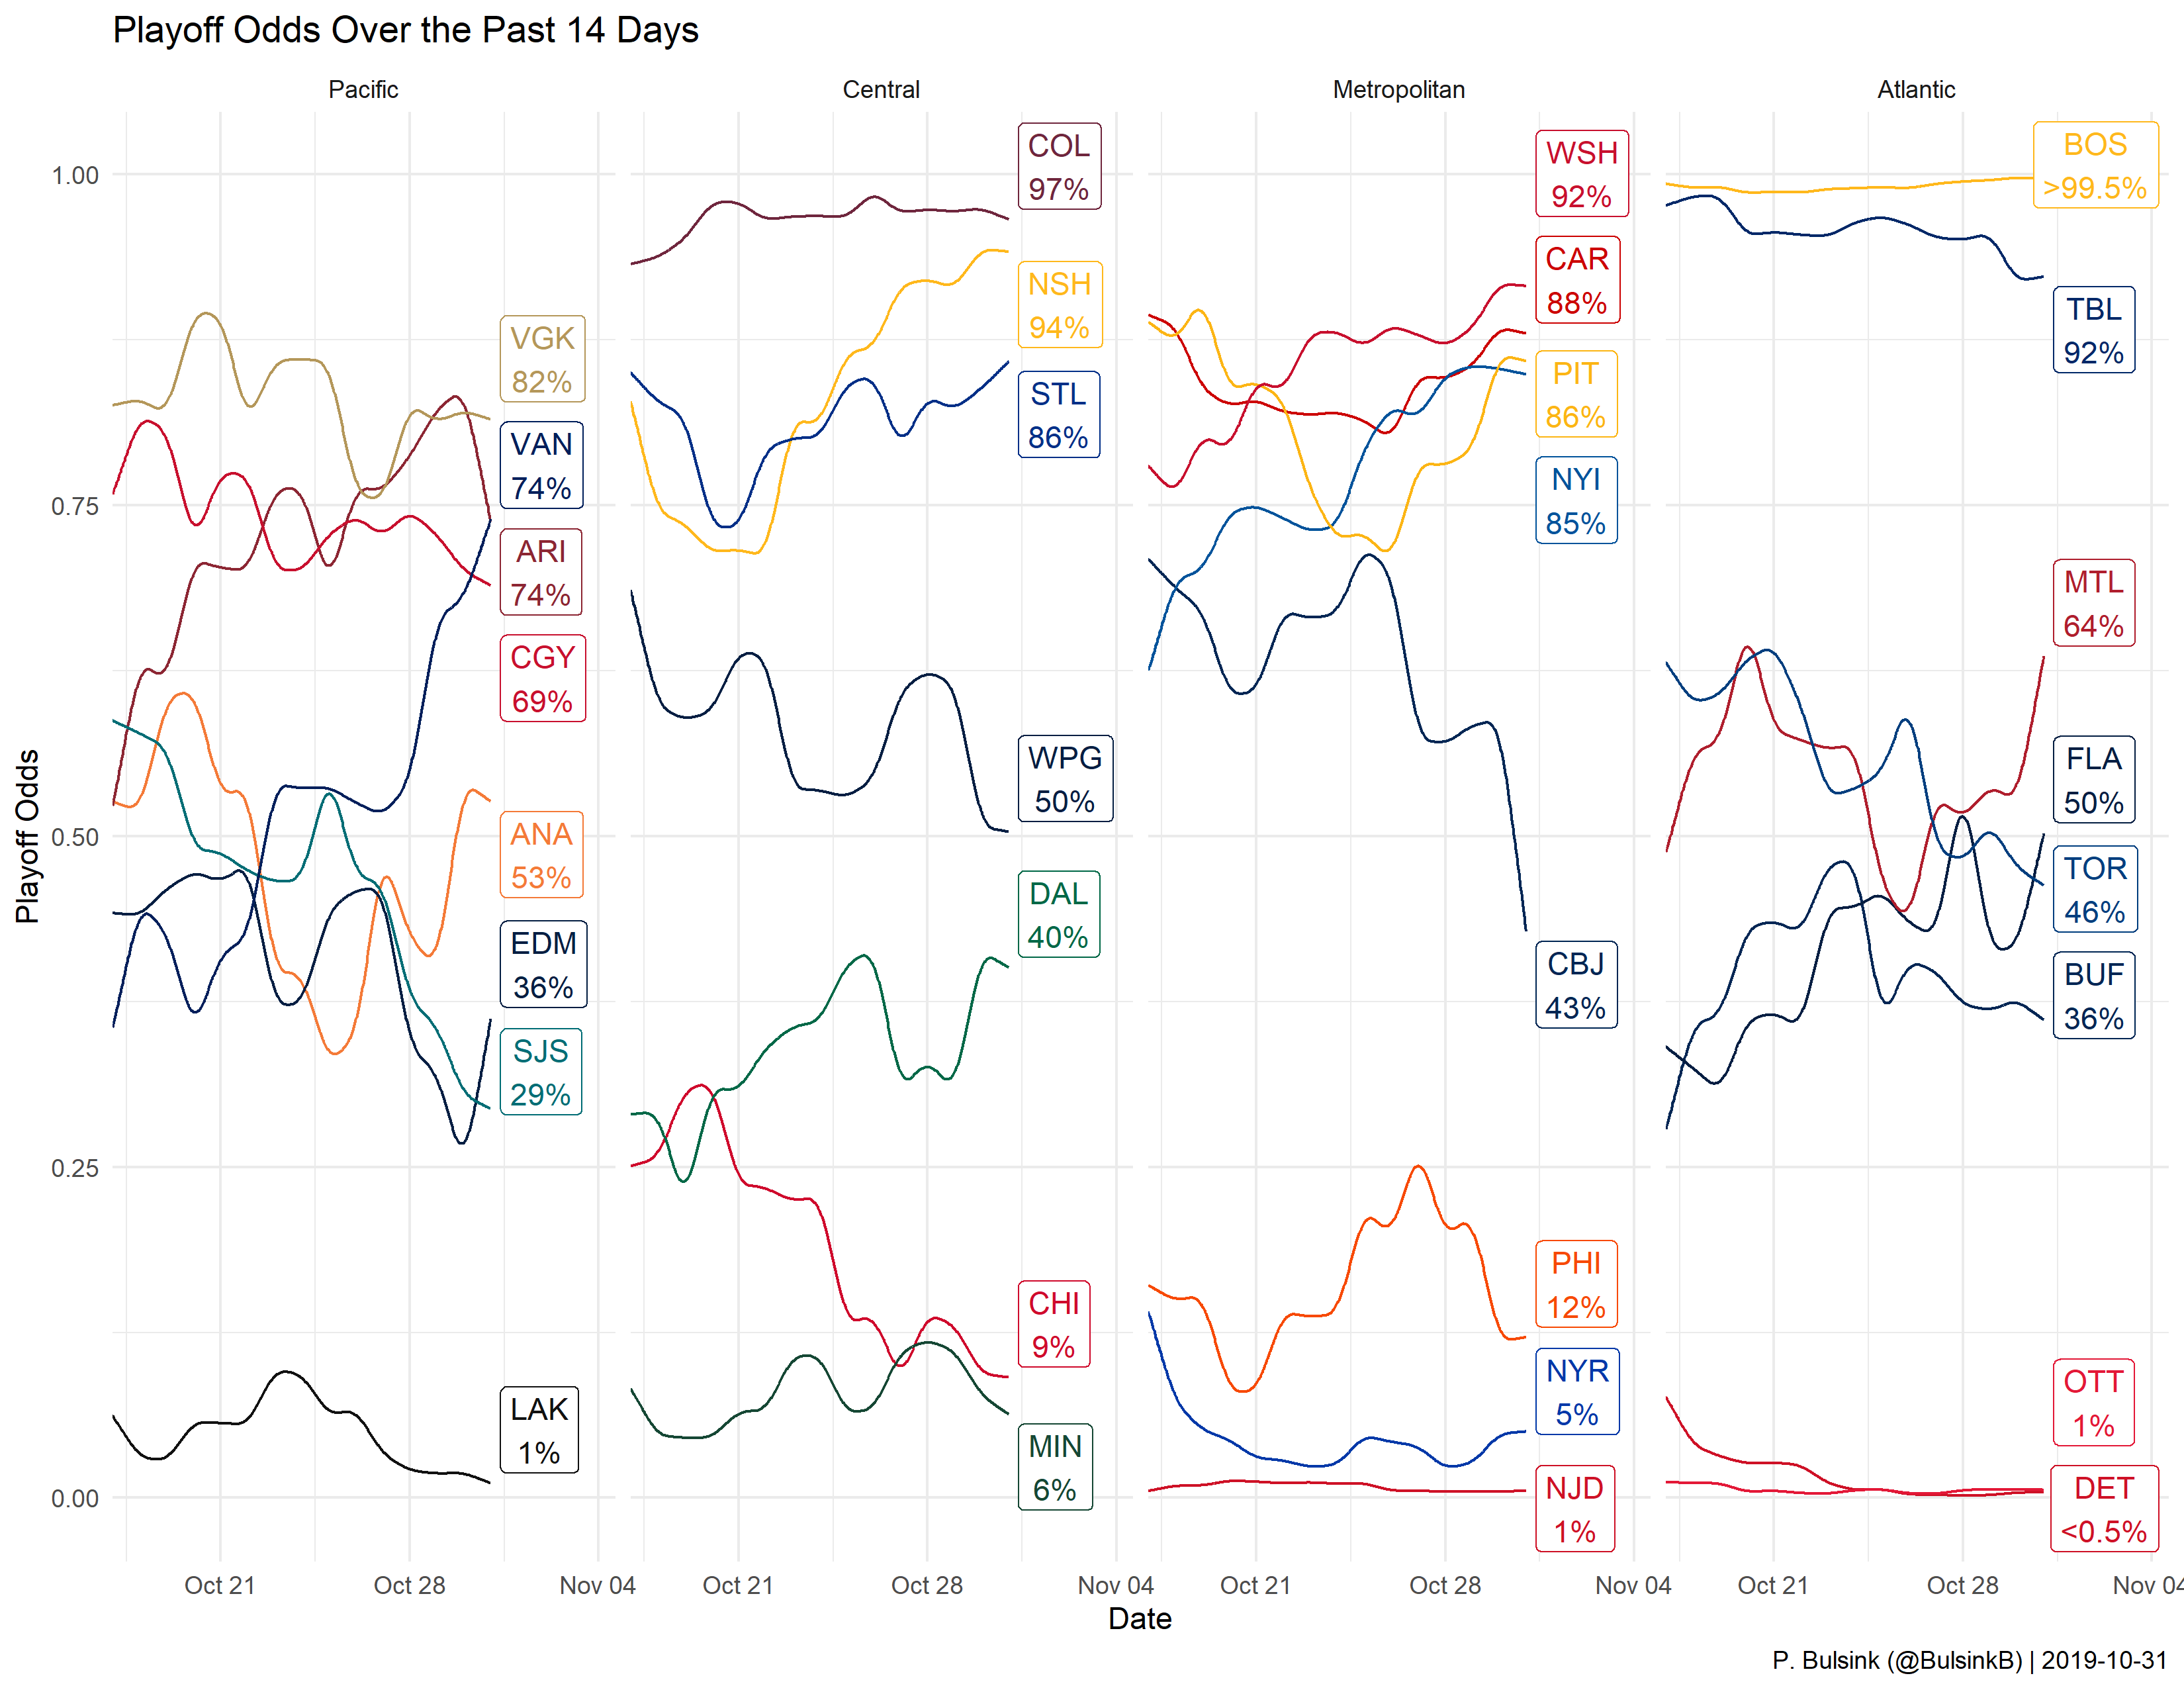 Playoff Odds Over the Past 14 Days
Pacific
Central
Metropolitan
Atlantic
Playoff Odds
1.00
0.75
0.50
0.25
0.00
VGK
82%
VAN
74%
ARI
74%
CGY
69%
ANA
53%
EDM
36%
SJS
29%
LAK
1%
COL
97%
NSH
94%
STL
86%
WPG
50%
DAL
40%
CHI
9%
MIN
6%
WSH
92%
CAR
88%
PIT
86%
NYI
85%
CBJ
43%
PHI
12%
NYR
5%
NJD
1%
BOS
>99.5%
TBL
92%
MTL
64%
FLA
50%
TOR
46%
BUF
36%
OTT
1%
DET
<0.5%
Oct 21
Oct 28
Nov 04
Oct 21
Oct 28
Nov 04
Oct 21
Oct 28
Nov 04
Oct 21
Oct 28
Nov 04
Date
P. Bulsink (@BulsinkB) | 2019-10-31